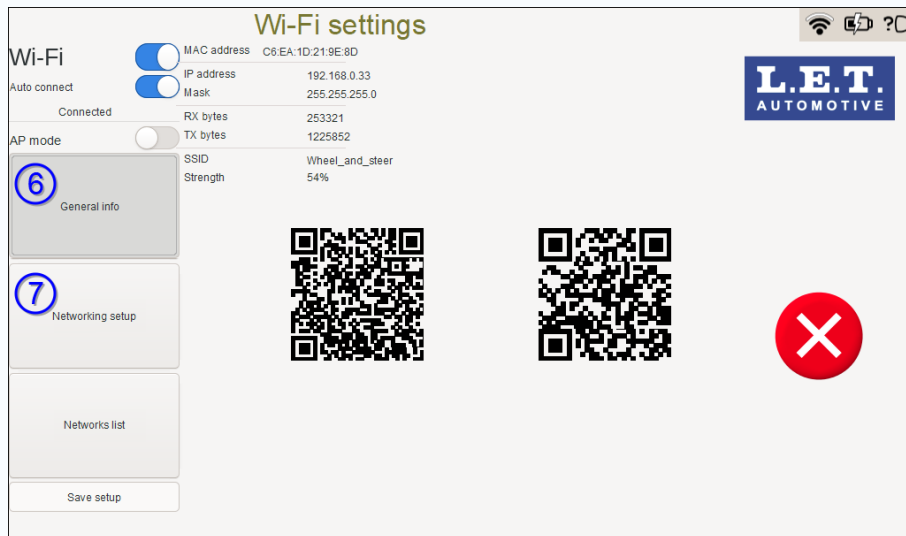 Wi-Fi settings
?
Wi-Fi
MAC address C6:EA:1D:21:9E:8D
IP address 192.168.0.33
Auto connect
Mask 255.255.255.0
L.E.T.
AUTOMOTIVE
Connected
RX bytes 253321
TX bytes 1225852
AP mode
SSID Wheel_and_steer
Strength 54%
6
General info
7
Networking setup
Networks list
Save setup